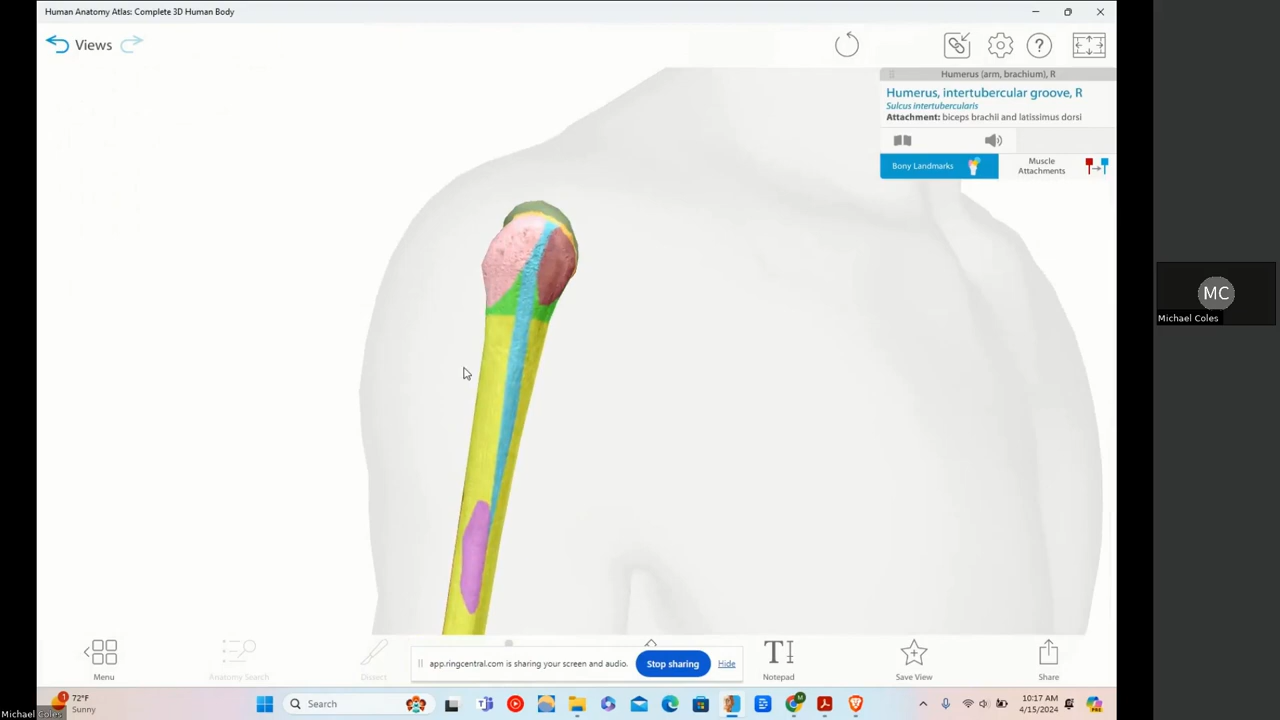 Human Anatomy Atlas: Complete 3D Human Body
Views
Humerus (arm, brachium), R
Humerus, intertubercular groove, R
Sulcus intertubercularis
Attachment: biceps brachii and latissimus dorsi
Bony Landmarks
Muscle
Attachments
MC
Michael Coles
Menu
Anatomy Search
Dissect
app.ringcentral.com is sharing your screen and audio.
Stop sharing
Hide
Notepad
Save View
Share
1
72°F
Sunny
Search
10:17 AM
4/15/2024
Michael Coles